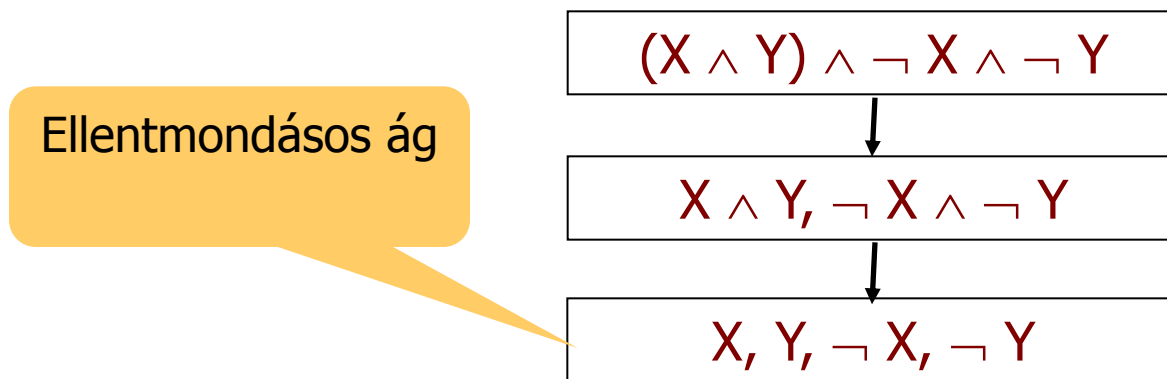 (X ∧ Y) ∧ ¬ X ∧ ¬ Y
Ellentmondásos ág
X ∧ Y, ¬ X ∧ ¬ Y
X, Y, ¬ X, ¬ Y